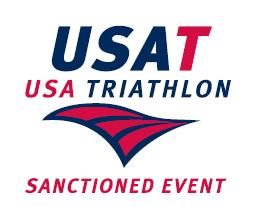 USAT
USA TRIATHLON
SANCTIONED EVENT